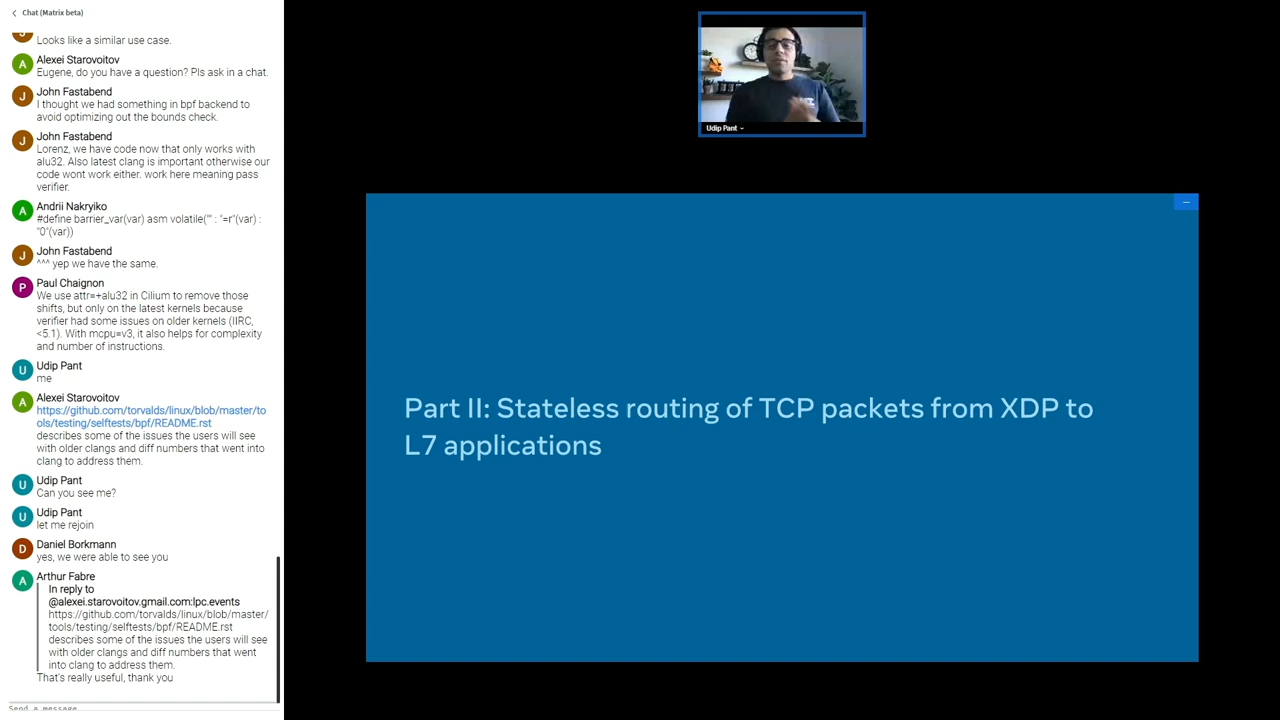 Chat (Matrix beta)
Looks like a similar use case.
Alexei Starovoitov
Eugene, do you have a question? Pls ask in a chat.
John Fastabend
I thought we had something in bpf backend to
avoid optimizing out the bounds check.
John Fastabend
Lorenz, we have code now that only works with
alu32. Also latest clang is important otherwise our
code wont work either. work here meaning pass
verifier.
Andrii Nakryiko
#define barrier_var(var) asm volatile("" : "=r"(var) :
"0"(var))
John Fastabend
^^^ yep we have the same.
Paul Chaignon
We use attr=+alu32 in Cilium to remove those
shifts, but only on the latest kernels because
verifier had some issues on older kernels (IIRC,
<5.1). With mcpu=v3, it also helps for complexity
and number of instructions.
Udip Pant
me
Alexei Starovoitov
https://github.com/torvalds/linux/blob/master/to
ols/testing/selftests/bpf/README.rst
describes some of the issues the users will see
with older clangs and diff numbers that went into
clang to address them.
Udip Pant
Can you see me?
Udip Pant
let me rejoin
Daniel Borkmann
yes, we were able to see you
Arthur Fabre
In reply to
@alexei.starovoitov.gmail.com:lpc.events
https://github.com/torvalds/linux/blob/master/
tools/testing/selftests/bpf/README.rst
describes some of the issues the users will see
with older clangs and diff numbers that went
into clang to address them.
That's really useful, thank you
Send a message
Udip Pant
Part II: Stateless routing of TCP packets from XDP to
L7 applications